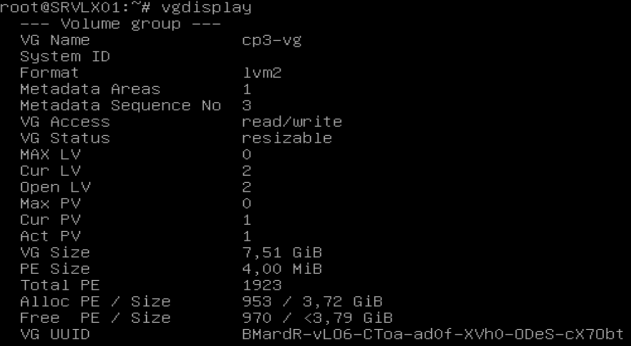 root@SRVLX01:~# vgdisplay
--- Volume group ---
VG Name cp3-vg
System ID
Format lvm2
Metadata Areas 1
Metadata Sequence No 3
VG Access read/write
VG Status resizable
MAX LV 0
Cur LV 2
Open LV 2
Max PV 0
Cur PV 1
Act PV 1
VG Size 7,51 GiB
PE Size 4,00 MiB
Total PE 1923
Alloc PE / Size 953 / 3,72 GiB
Free PE / Size 970 / <3,79 GiB
VG UUID BMardR-vLO6-CToa-ad0f-XVh0-ODeS-cX7Obt